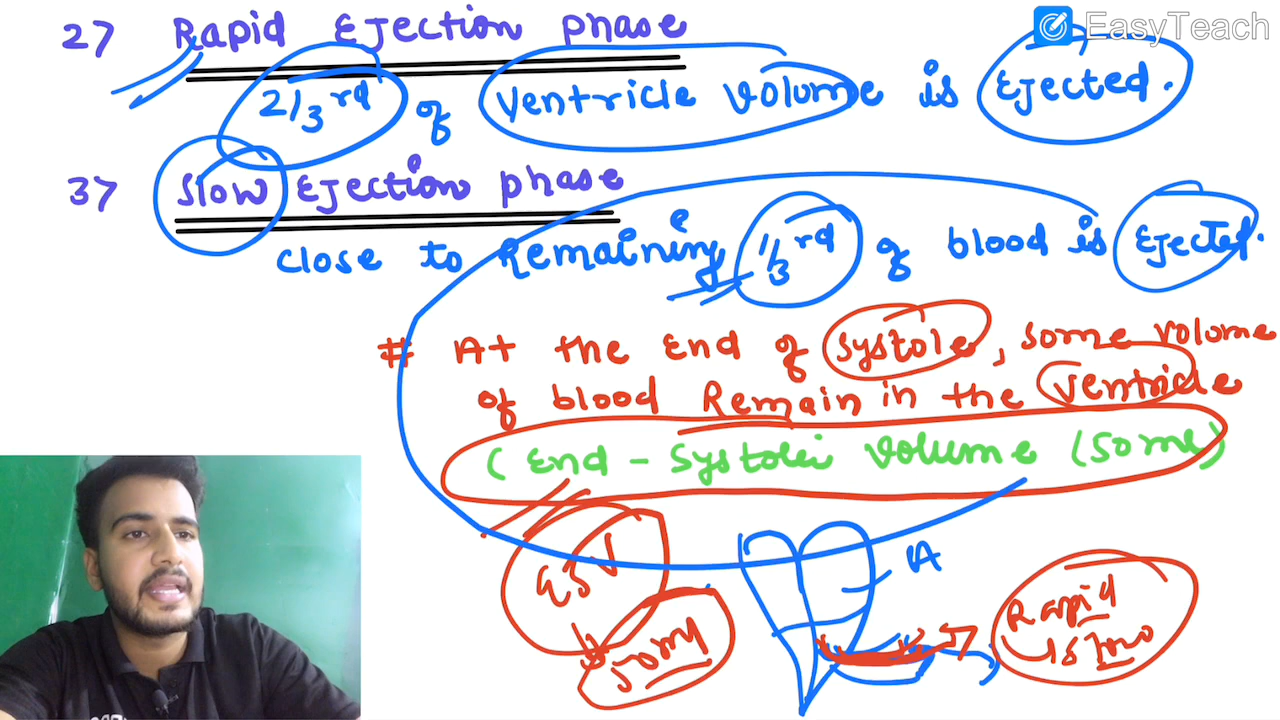 EasyTeach
2> Rapid Ejection phase
2/3rd of ventricle volume is Ejected.
3> Slow Ejection phase
close to Remaining 1/3rd of blood is Ejected.
# At the End of systole, some volume
of blood Remain in the ventricle
(End - systolic volume (some)
ESV
50ml
A
Rapid